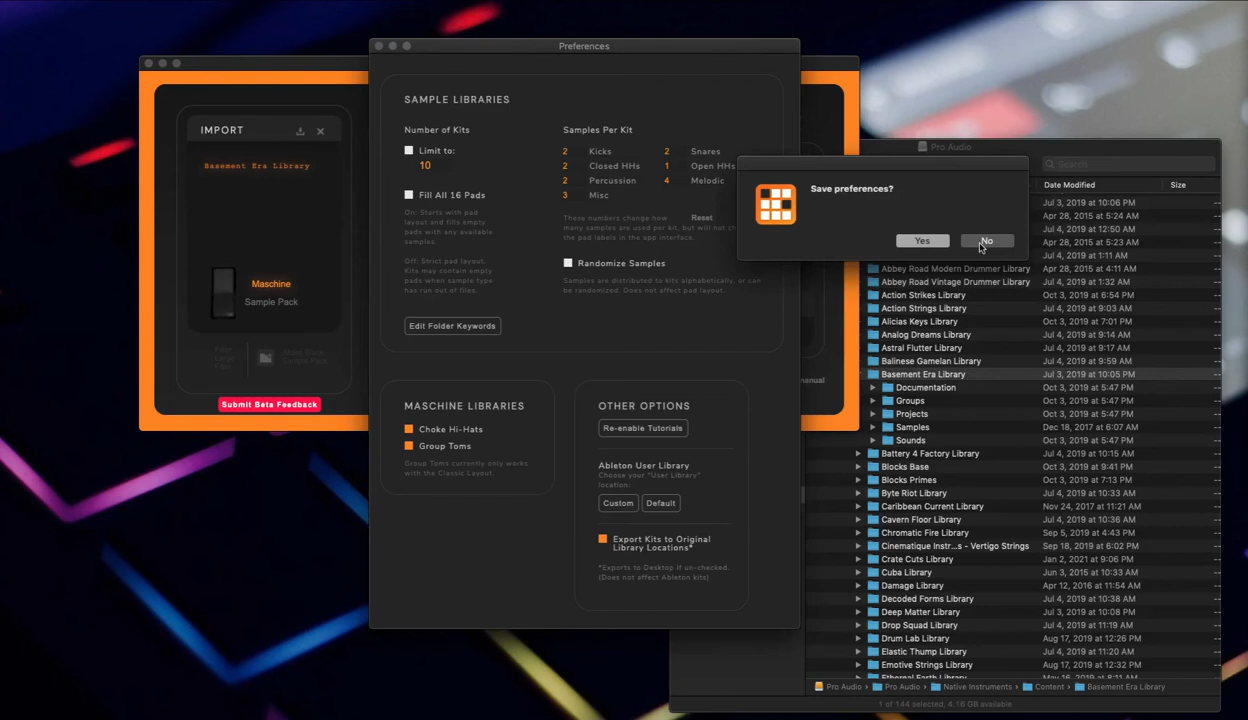 Preferences
IMPORT
Basement Era Library
Maschine
Sample Pack
Submit Beta Feedback
SAMPLE LIBRARIES
Number of Kits
Limit to:
10
Fill All 16 Pads
On: Starts with pad
layout and fills empty
pads with any available
samples.
Off: Strict pad layout.
Kits may contain empty
pads when sample type
has run out of files.
Edit Folder Keywords
Samples Per Kit
2 Kicks 2 Snares
2 Closed HHs 1 Open HHs
2 Percussion 4 Melodic
3 Misc
These numbers change how
many samples are used per kit, but will not ch
the pad labels in the app interface.
Reset
Randomize Samples
Samples are distributed to kits alphabetically, or can
be randomized. Does not affect pad layout.
MASCHINE LIBRARIES
Choke Hi-Hats
Group Toms
Group Toms currently only works
with the Classic Layout.
OTHER OPTIONS
Re-enable Tutorials
Ableton User Library
Choose your "User Library"
location:
Custom Default
Export Kits to Original
Library Locations*
*Exports to Desktop if un-checked.
(Does not affect Ableton kits)
Save preferences?
Yes No
manual
Pro Audio
Search
Date Modified Size
Jul 3, 2019 at 10:06 PM
Apr 28, 2015 at 5:24 AM
Jul 4, 2019 at 12:50 AM
Apr 28, 2015 at 5:23 AM
Jul 4, 2019 at 1:11 AM
Abbey Road Modern Drummer Library Apr 28, 2015 at 4:11 AM --
Abbey Road Vintage Drummer Library Jul 4, 2019 at 1:32 AM --
Action Strikes Library Oct 3, 2019 at 6:54 PM --
Action Strings Library Jul 4, 2019 at 9:03 AM --
Alicias Keys Library Oct 3, 2019 at 7:01 PM --
Analog Dreams Library Jul 4, 2019 at 9:14 AM --
Astral Flutter Library Jul 4, 2019 at 9:17 AM --
Balinese Gamelan Library Jul 4, 2019 at 9:59 AM --
Basement Era Library Jul 3, 2019 at 10:05 PM --
Documentation Oct 3, 2019 at 5:47 PM --
Groups Oct 3, 2019 at 5:47 PM --
Projects Oct 3, 2019 at 5:47 PM --
Samples Dec 18, 2017 at 6:07 AM --
Sounds Oct 3, 2019 at 5:47 PM --
Battery 4 Factory Library Jul 4, 2019 at 10:15 AM --
Blocks Base Oct 3, 2019 at 9:41 PM --
Blocks Primes Oct 3, 2019 at 7:13 PM --
Byte Riot Library Jul 4, 2019 at 10:33 AM --
Caribbean Current Library Nov 24, 2017 at 11:21 AM --
Cavern Floor Library Jul 4, 2019 at 10:36 AM --
Chromatic Fire Library Sep 5, 2019 at 4:43 PM --
Cinematique Instr...s - Vertigo Strings Sep 18, 2019 at 6:02 AM --
Crate Cuts Library Jan 2, 2021 at 9:06 PM --
Cuba Library Jun 3, 2015 at 10:33 AM --
Damage Library Apr 12, 2016 at 11:54 AM --
Decoded Forms Library Jul 4, 2019 at 10:38 AM --
Deep Matter Library Jul 3, 2019 at 10:08 PM --
Drop Squad Library Jul 4, 2019 at 11:19 AM --
Drum Lab Library Aug 17, 2019 at 12:26 PM --
Elastic Thump Library Jul 4, 2019 at 11:20 AM --
Emotive Strings Library Aug 17, 2019 at 12:32 PM --
Pro Audio › Pro Audio › Native Instruments › Content › Basement Era Library
1 of 144 selected, 4.16 GB available